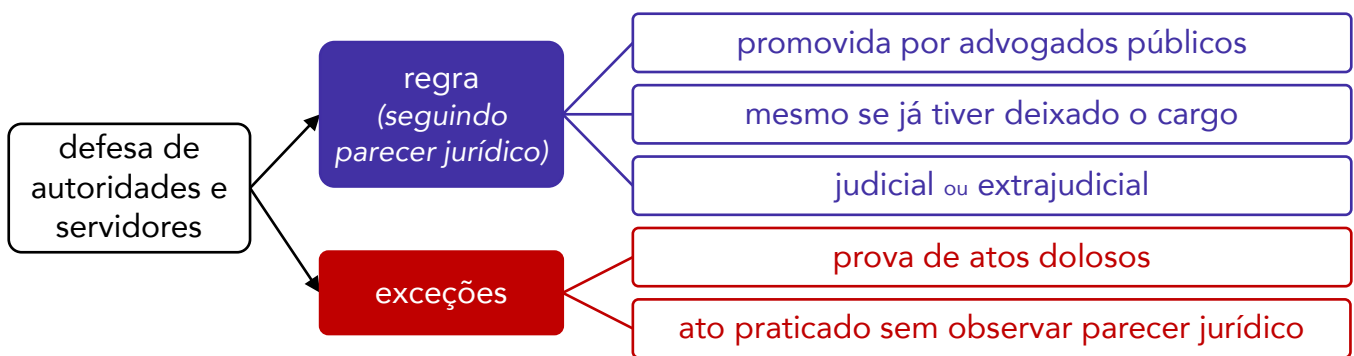 defesa de
autoridades e
servidores
regra
(seguindo
parecer jurídico)
promovida por advogados públicos
mesmo se já tiver deixado o cargo
judicial ou extrajudicial
exceções
prova de atos dolosos
ato praticado sem observar parecer jurídico